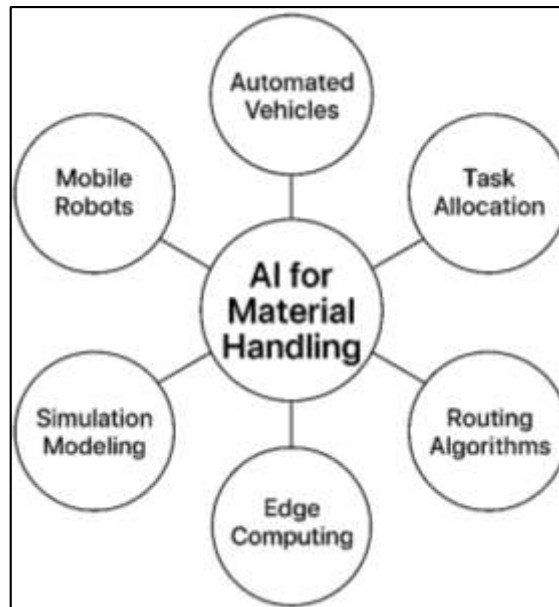 Automated
Vehicles
Mobile
Robots
Task
Allocation
AI for
Material
Handling
Simulation
Modeling
Routing
Algorithms
Edge
Computing